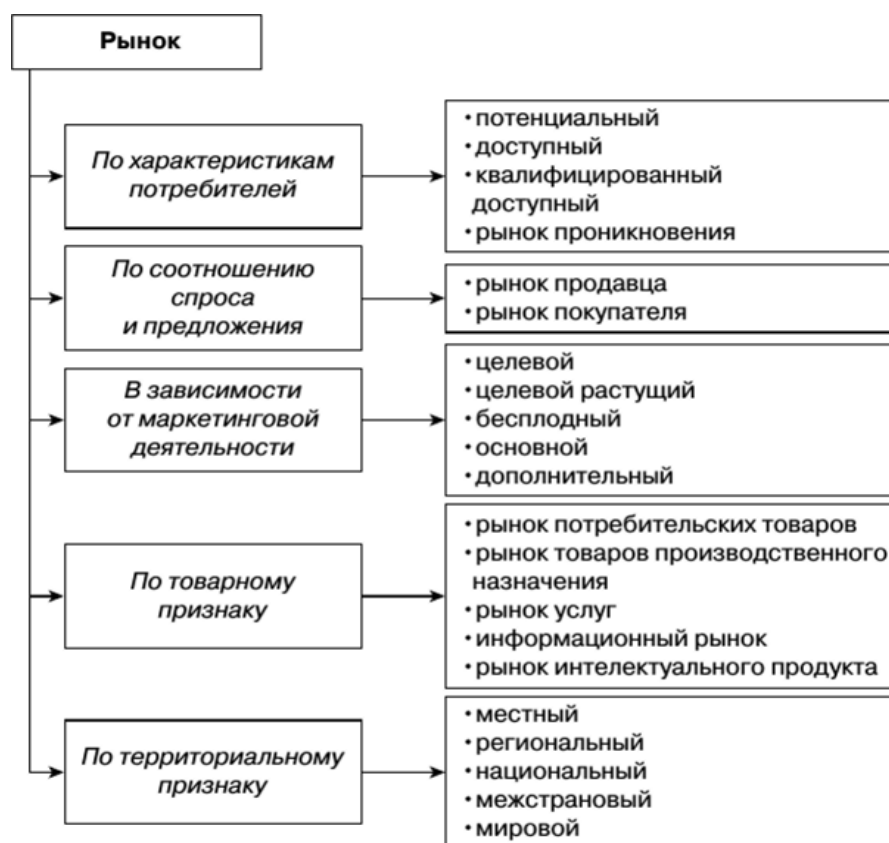 Рынок
По характеристикам
потребителей
• потенциальный
• доступный
• квалифицированный
доступный
• рынок проникновения
По соотношению
спроса
и предложения
• рынок продавца
• рынок покупателя
В зависимости
от маркетинговой
деятельности
• целевой
• целевой растущий
• бесплодный
• основной
• дополнительный
По товарному
признаку
• рынок потребительских товаров
• рынок товаров производственного
назначения
• рынок услуг
• информационный рынок
• рынок интелектуального продукта
По территориальному
признаку
• местный
• региональный
• национальный
• межстрановый
• мировой